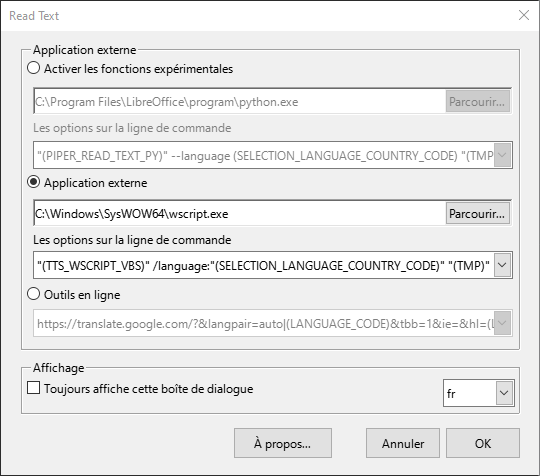 Read Text
Application externe
Activer les fonctions expérimentales
C:\Program Files\LibreOffice\program\python.exe
Parcourir...
Les options sur la ligne de commande
"(PIPER_READ_TEXT_PY)" --language (SELECTION_LANGUAGE_COUNTRY_CODE) "(TMP
Application externe
C:\Windows\SysWOW64\wscript.exe
Parcourir...
Les options sur la ligne de commande
"(TTS_WSCRIPT_VBS)" /language:"(SELECTION_LANGUAGE_COUNTRY_CODE)" "(TMP)"
Outils en ligne
https://translate.google.com/?&langpair=auto|(LANGUAGE_CODE)&tbb=1&ie=&hl=(L
Affichage
Toujours affiche cette boîte de dialogue
fr
À propos...
Annuler
OK